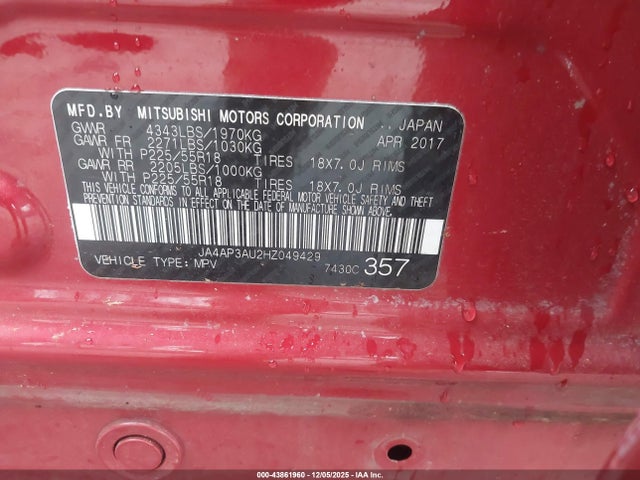 MFD.BY MITSUBISHI MOTORS CORPORATION JAPAN
GVWR 4343LBS/1970KG APR 2017
GAWR FR 2271LBS/1030KG
WITH P225/55R18 TIRES 18X7.0J RIMS
GAWR RR 2205LBS/1000KG
WITH P225/55R18 TIRES 18X7.0J RIMS
THIS VEHICLE CONFORMS TO ALL APPLICABLE FEDERAL MOTOR VEHICLE SAFETY AND THEFT
PREVENTION STANDARDS IN EFFECT ON THE DATE OF MANUFACTURE SHOWN ABOVE.
JA4AP3AU2HZ049429
VEHICLE TYPE: MPV 7430C 357
000-43861960 - 12/05/2025 - IAAI.CA